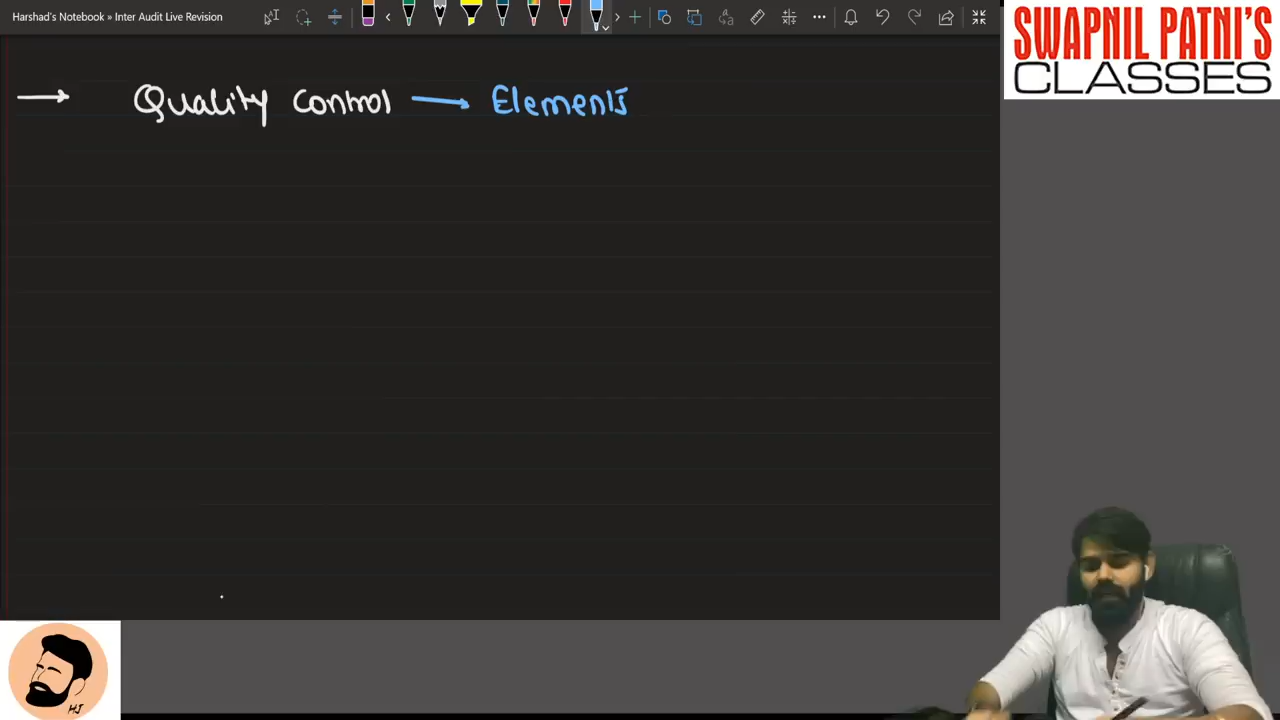 Harshad's Notebook » Inter Audit Live Revision
SWAPNIL PATNI'S
CLASSES
Quality Control → Elements
HJ